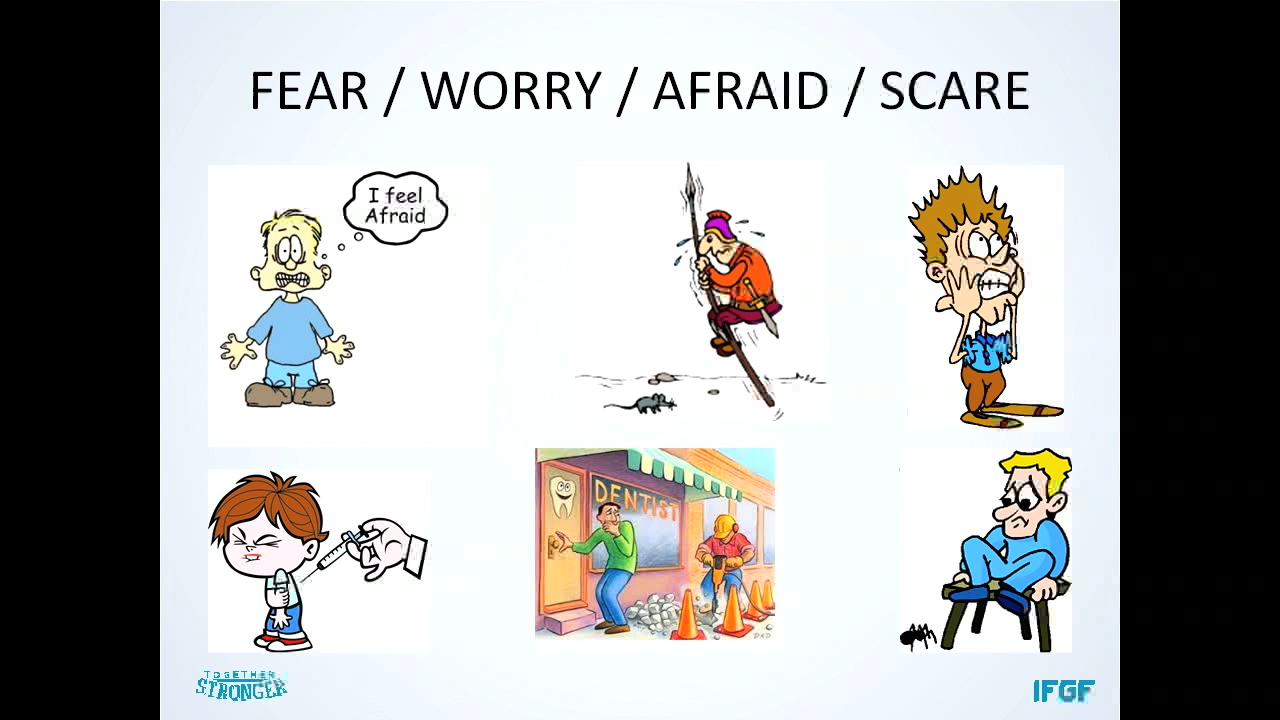 FEAR / WORRY / AFRAID / SCARE
I feel
Afraid
DENTIST
TOGETHER
STRONGER
IFGF